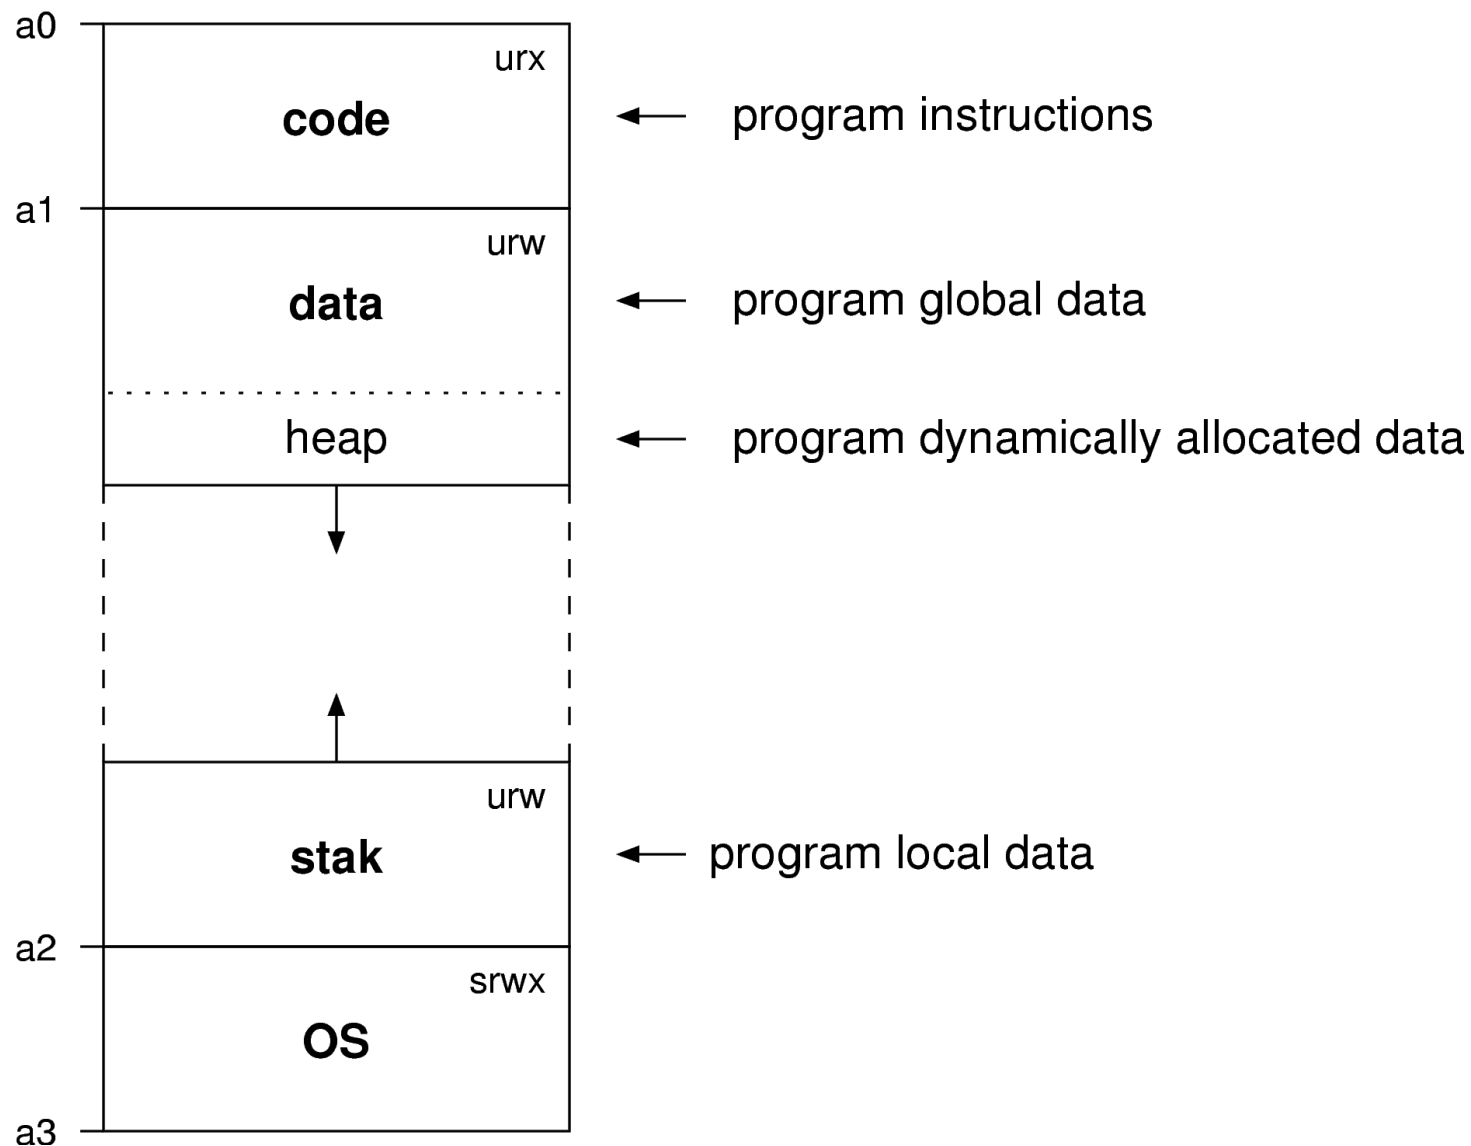 a0
urx
code
program instructions
a1
urw
data
program global data
heap
program dynamically allocated data
urw
stak
program local data
a2
srwx
OS
a3